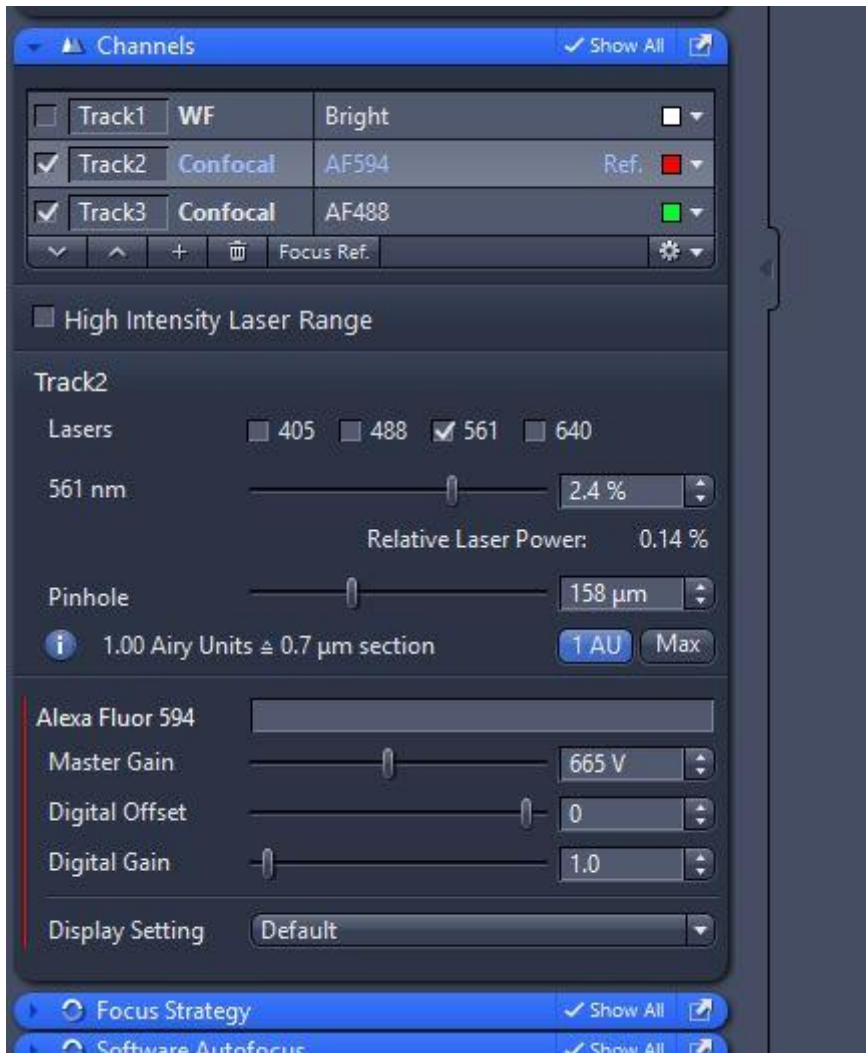 Channels Show All
Track1 WF Bright
Track2 Confocal AF594 Ref.
Track3 Confocal AF488
Focus Ref.
High Intensity Laser Range
Track2
Lasers 405 488 561 640
561 nm 2.4 %
Relative Laser Power: 0.14 %
Pinhole 158 µm
1.00 Airy Units ≙ 0.7 µm section 1 AU Max
Alexa Fluor 594
Master Gain 665 V
Digital Offset 0
Digital Gain 1.0
Display Setting Default
Focus Strategy Show All
Software Autofocus Show All